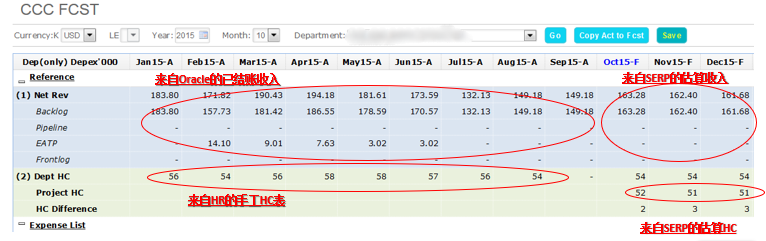 CCC FCST
Currency:K USD LE Year: 2015 Month: 10 Department: Go Copy Act to Fcst Save
Dep(only) Depex'000 Jan15-A Feb15-A Mar15-A Apr15-A May15-A Jun15-A Jul15-A Aug15-A Sep15-A Oct15-F Nov15-F Dec15-F
Reference 来自Oracle的已结账收入 来自SERP的估算收入
(1) Net Rev 183.80 171.82 190.43 194.18 181.61 173.59 132.13 149.18 149.18 163.28 162.40 161.68
Backlog 183.80 157.73 181.42 186.55 178.59 170.57 132.13 149.18 149.18 163.28 162.40 161.68
Pipeline - - - - - - - - - - - -
EATP - 14.10 9.01 7.63 3.02 3.02 - - - - - -
Frontlog - - - - - - - - - - - -
(2) Dept HC 56 54 56 58 58 57 56 54 - 54 54 54
Project HC 52 51 51
来自HR的手工HC表
HC Difference 2 3 3
来自SERP的估算HC
Expense List